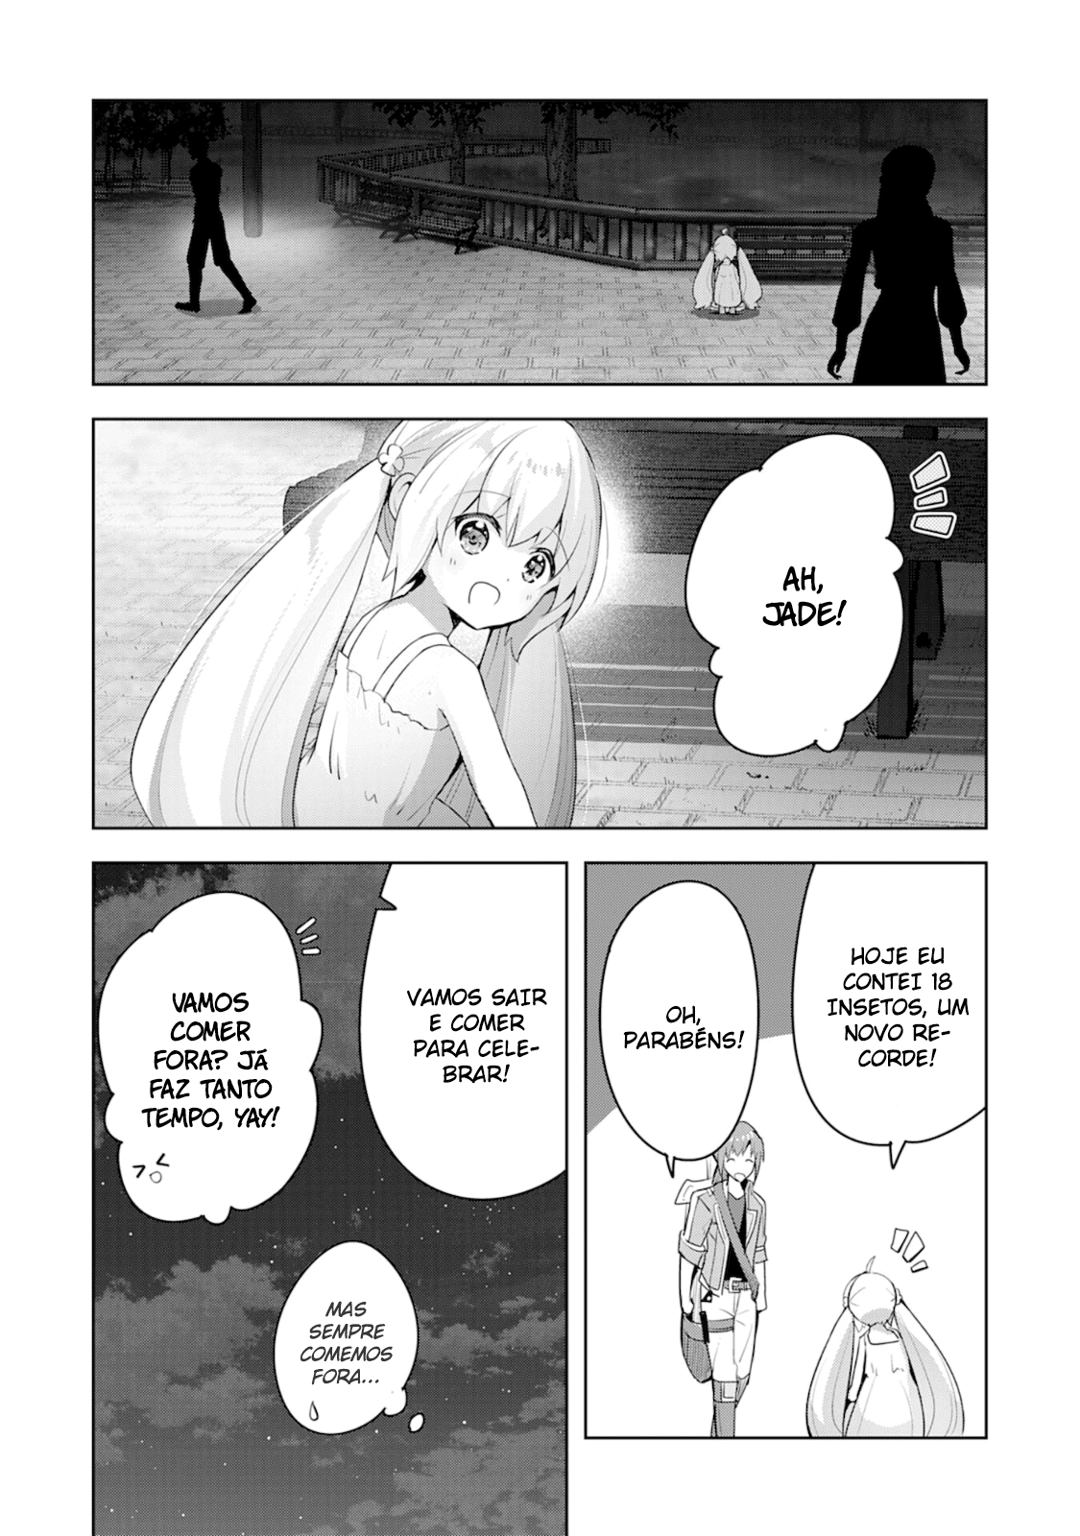 AH,
JADE!
HOJE EU
CONTEI 18
INSETOS, UM
NOVO RE-
CORDE!
OH,
PARABÉNS!
VAMOS SAIR
E COMER
PARA CELE-
BRAR!
VAMOS
COMER
FORA? JÁ
FAZ TANTO
TEMPO, YAY!
MAS
SEMPRE
COMEMOS
FORA...